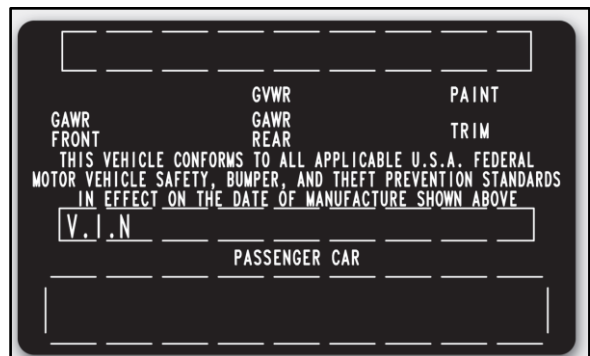 GVWR PAINT
GAWR GAWR
FRONT REAR TRIM
THIS VEHICLE CONFORMS TO ALL APPLICABLE U.S.A. FEDERAL
MOTOR VEHICLE SAFETY, BUMPER, AND THEFT PREVENTION STANDARDS
IN EFFECT ON THE DATE OF MANUFACTURE SHOWN ABOVE
V.I.N
PASSENGER CAR